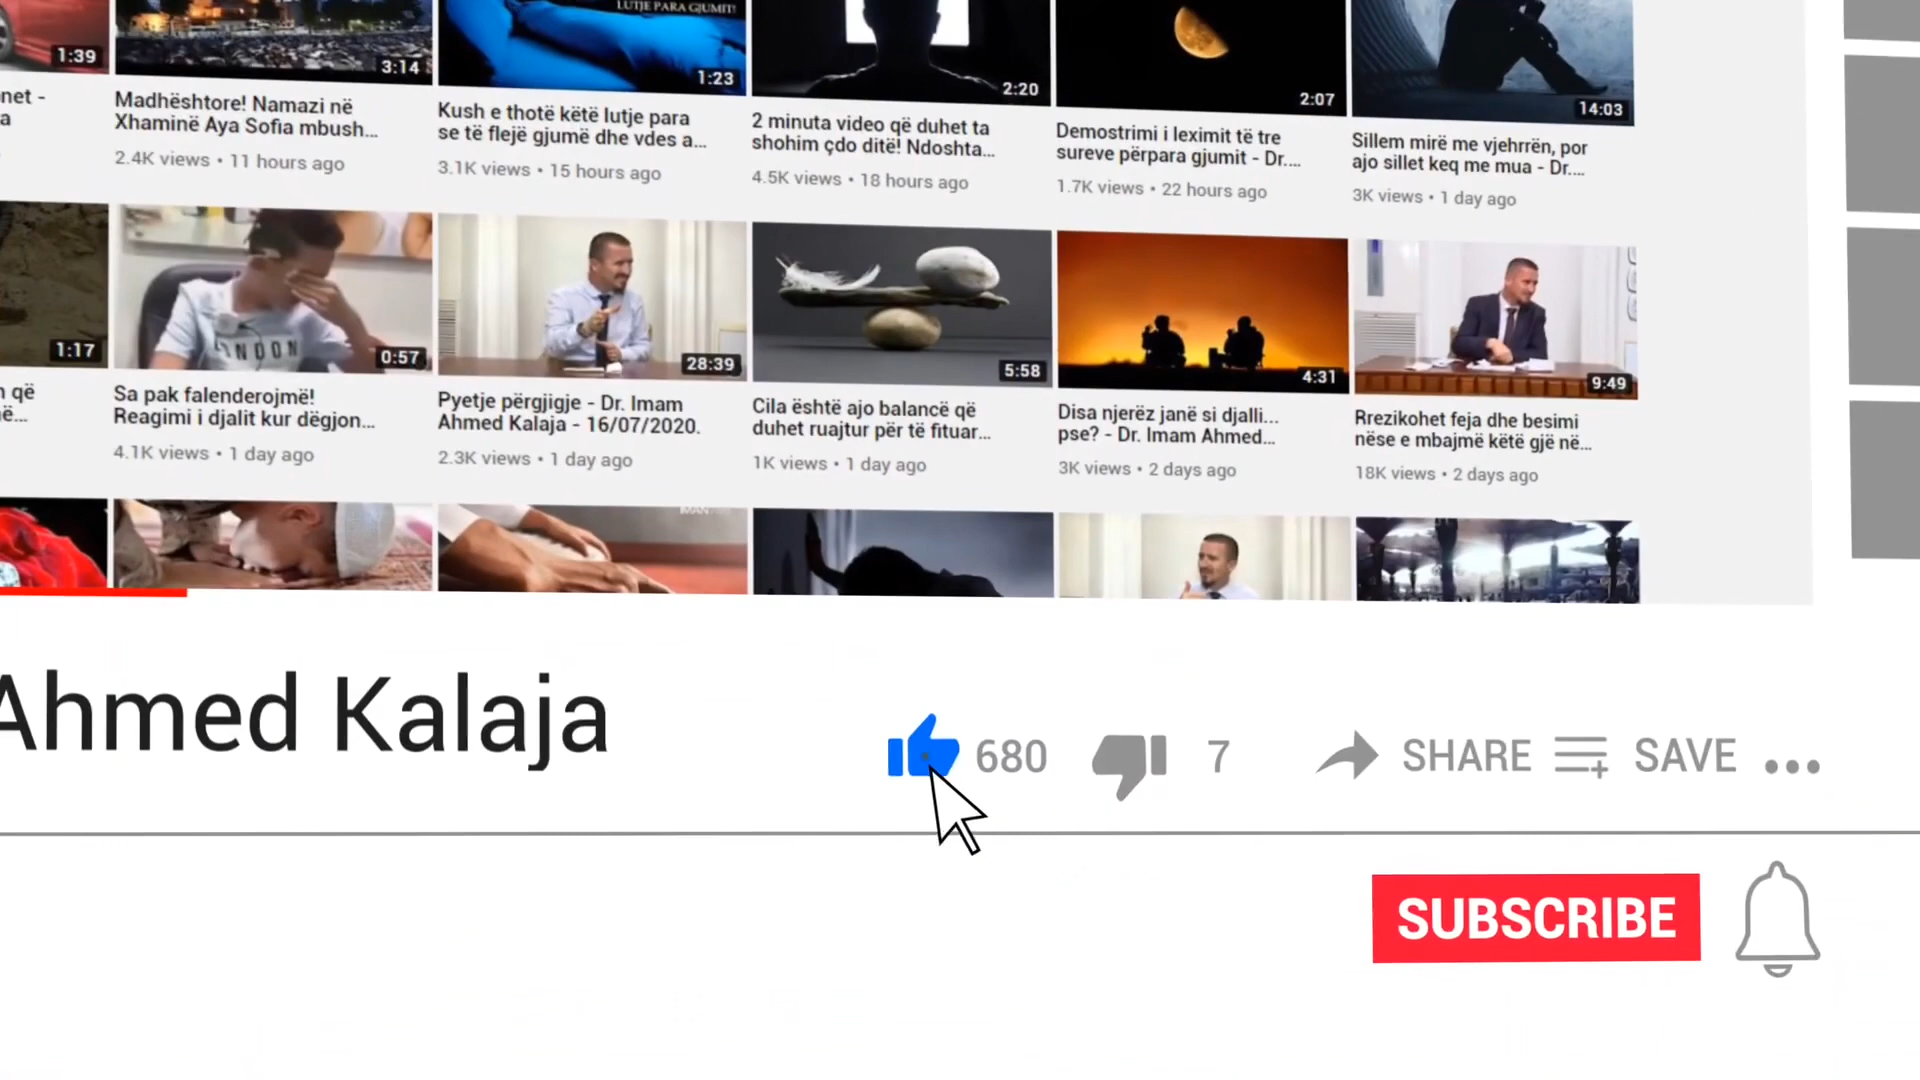 LUTJE PARA GJUMIT!
1:39
3:14
1:23
2:20
2:07
14:03
net -
a
Madhështore! Namazi në
Xhaminë Aya Sofia mbush...
2.4K views • 11 hours ago
Kush e thotë këtë lutje para
se të flejë gjumë dhe vdes a...
3.1K views • 15 hours ago
2 minuta video që duhet ta
shohim çdo ditë! Ndoshta...
4.5K views • 18 hours ago
Demostrimi i leximit të tre
sureve përpara gjumit - Dr....
1.7K views • 22 hours ago
Sillem mirë me vjehrrën, por
ajo sillet keq me mua - Dr....
3K views • 1 day ago
1:17
0:57
28:39
5:58
4:31
9:49
që
Sa pak falenderojmë!
Reagimi i djalit kur dëgjon...
4.1K views • 1 day ago
Pyetje përgjigje - Dr. Imam
Ahmed Kalaja - 16/07/2020.
2.3K views • 1 day ago
Cila është ajo balancë që
duhet ruajtur për të fituar...
1K views • 1 day ago
Disa njerëz janë si djalli...
pse? - Dr. Imam Ahmed...
3K views • 2 days ago
Rrezikohet feja dhe besimi
nëse e mbajmë këtë gjë në...
18K views • 2 days ago
Ahmed Kalaja
680
7
SHARE
SAVE
SUBSCRIBE